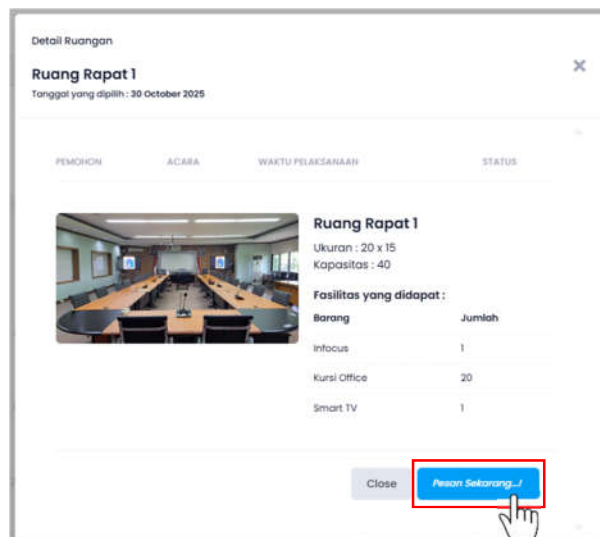 Detail Ruangan
Ruang Rapat 1
Tanggal yang dipilih : 30 October 2025
PEMOHON ACARA WAKTU PELAKSANAAN STATUS
Ruang Rapat 1
Ukuran : 20 x 15
Kapasitas : 40
Fasilitas yang didapat :
Barang Jumlah
Infocus 1
Kursi Office 20
Smart TV 1
Close Pesan Sekarang...!